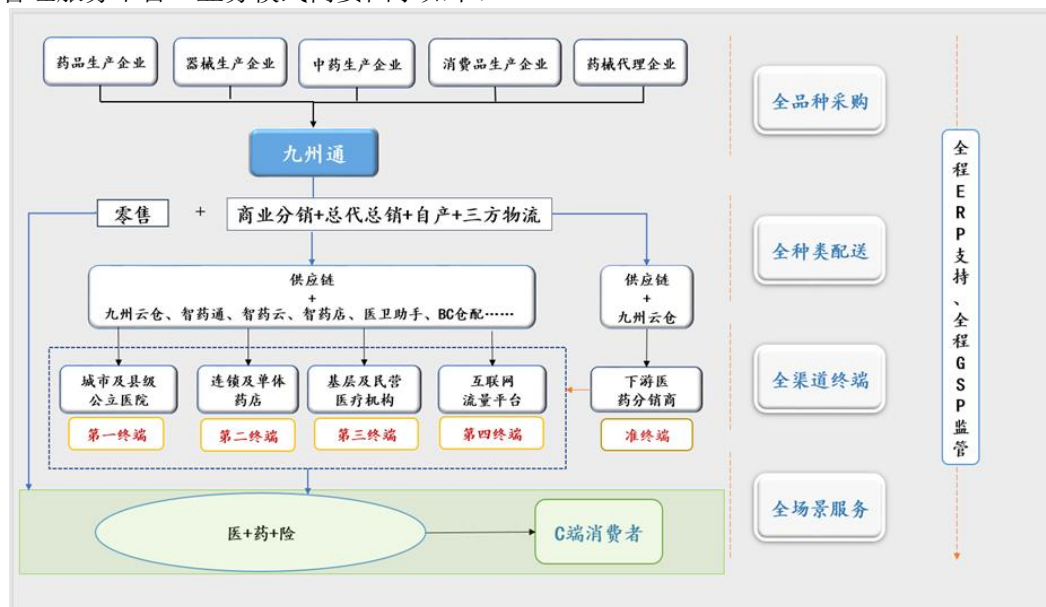 药品生产企业
器械生产企业
中药生产企业
消费品生产企业
药械代理企业
全品种采购
九州通
零售
+
商业分销+总代总销+自产+三方物流
全种类配送
供应链
+
九州云仓、智药通、智药云、智药店、医卫助手、BC仓配……
供应链
+
九州云仓
城市及县级
公立医院
连锁及单体
药店
基层及民营
医疗机构
互联网
流量平台
下游医
药分销商
全渠道终端
第一终端
第二终端
第三终端
第四终端
准终端
医+药+险
C端消费者
全场景服务
全程ERP支持、全程GSP监管